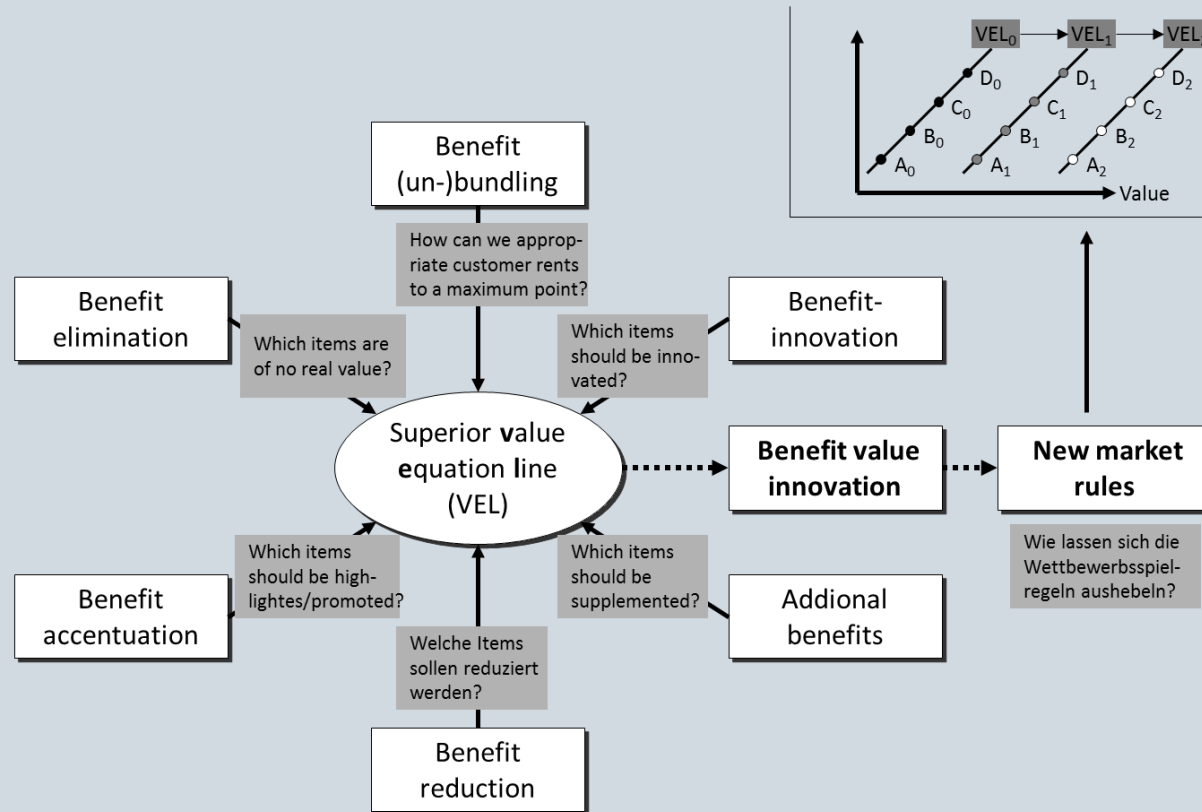 VEL₀
VEL₁
VEL
D₀
D₁
D₂
C₀
C₁
C₂
B₀
B₁
B₂
A₀
A₁
A₂
Value
Benefit
(un-)bundling
How can we approp-
riate customer rents
to a maximum point?
Benefit
elimination
Which items are
of no real value?
Benefit-
innovation
Which items
should be inno-
vated?
Superior value
equation line
(VEL)
Benefit value
innovation
New market
rules
Wie lassen sich die
Wettbewerbsspiel-
regeln aushebeln?
Benefit
accentuation
Which items
should be high-
lightes/promoted?
Welche Items
sollen reduziert
werden?
Benefit
reduction
Which items
should be
supplemented?
Addional
benefits